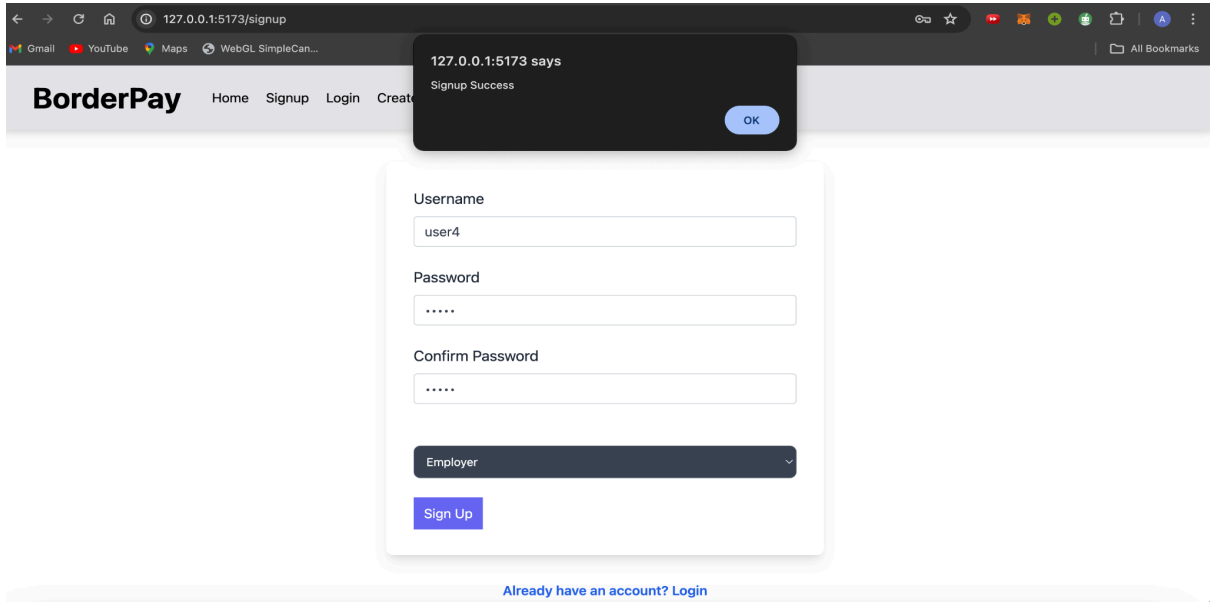 127.0.0.1:5173/signup
Gmail YouTube Maps WebGL SimpleCan... All Bookmarks
127.0.0.1:5173 says
Signup Success
OK
BorderPay Home Signup Login Create
Username
user4
Password
•••••
Confirm Password
•••••
Employer
Sign Up
Already have an account? Login